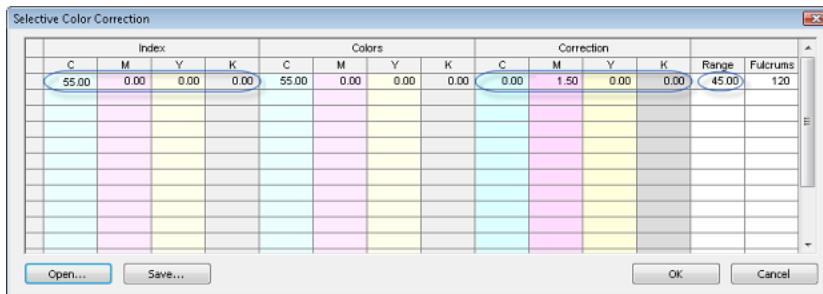 Selective Color Correction
Index Colors Correction
C M Y K C M Y K C M Y K Range Fulcrums
55.00 0.00 0.00 0.00 55.00 0.00 0.00 0.00 0.00 1.50 0.00 0.00 45.00 120
Open... Save... OK Cancel